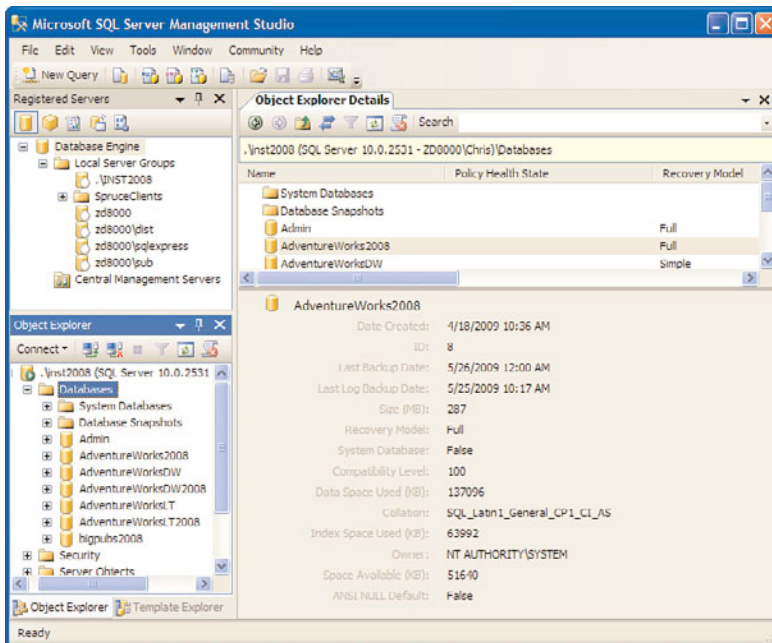 Microsoft SQL Server Management Studio
File Edit View Tools Window Community Help
New Query
Registered Servers
Database Engine
Local Server Groups
.\INST2008
SpruceClients
zd8000
zd8000\dist
zd8000\sqlexpress
zd8000\sub
Central Management Servers
Object Explorer Details
Search
.\inst2008 (SQL Server 10.0.2531 - ZD8000\Chris)\Databases
Name Policy Health State Recovery Model
System Databases
Database Snapshots
Admin Full
AdventureWorks2008 Full
AdventureWorksDW Simple
Object Explorer
Connect
.\inst2008 (SQL Server 10.0.2531
Databases
System Databases
Database Snapshots
Admin
AdventureWorks2008
AdventureWorksDW
AdventureWorksDW2008
AdventureWorksLT
AdventureWorksLT2008
bigpubs2008
Security
Server Objects
Object Explorer Template Explorer
AdventureWorks2008
Date Created: 4/18/2009 10:36 AM
ID: 8
Last Backup Date: 5/26/2009 12:00 AM
Last Log Backup Date: 5/25/2009 10:17 AM
Size (MB): 287
Recovery Model: Full
System Database: False
Compatibility Level: 100
Data Space Used (KB): 137096
Collation: SQL_Latin1_General_CP1_CI_AS
Index Space Used (KB): 63992
Owner: NT AUTHORITY\SYSTEM
Space Available (KB): 51640
ANSI NULL Default: False
Ready